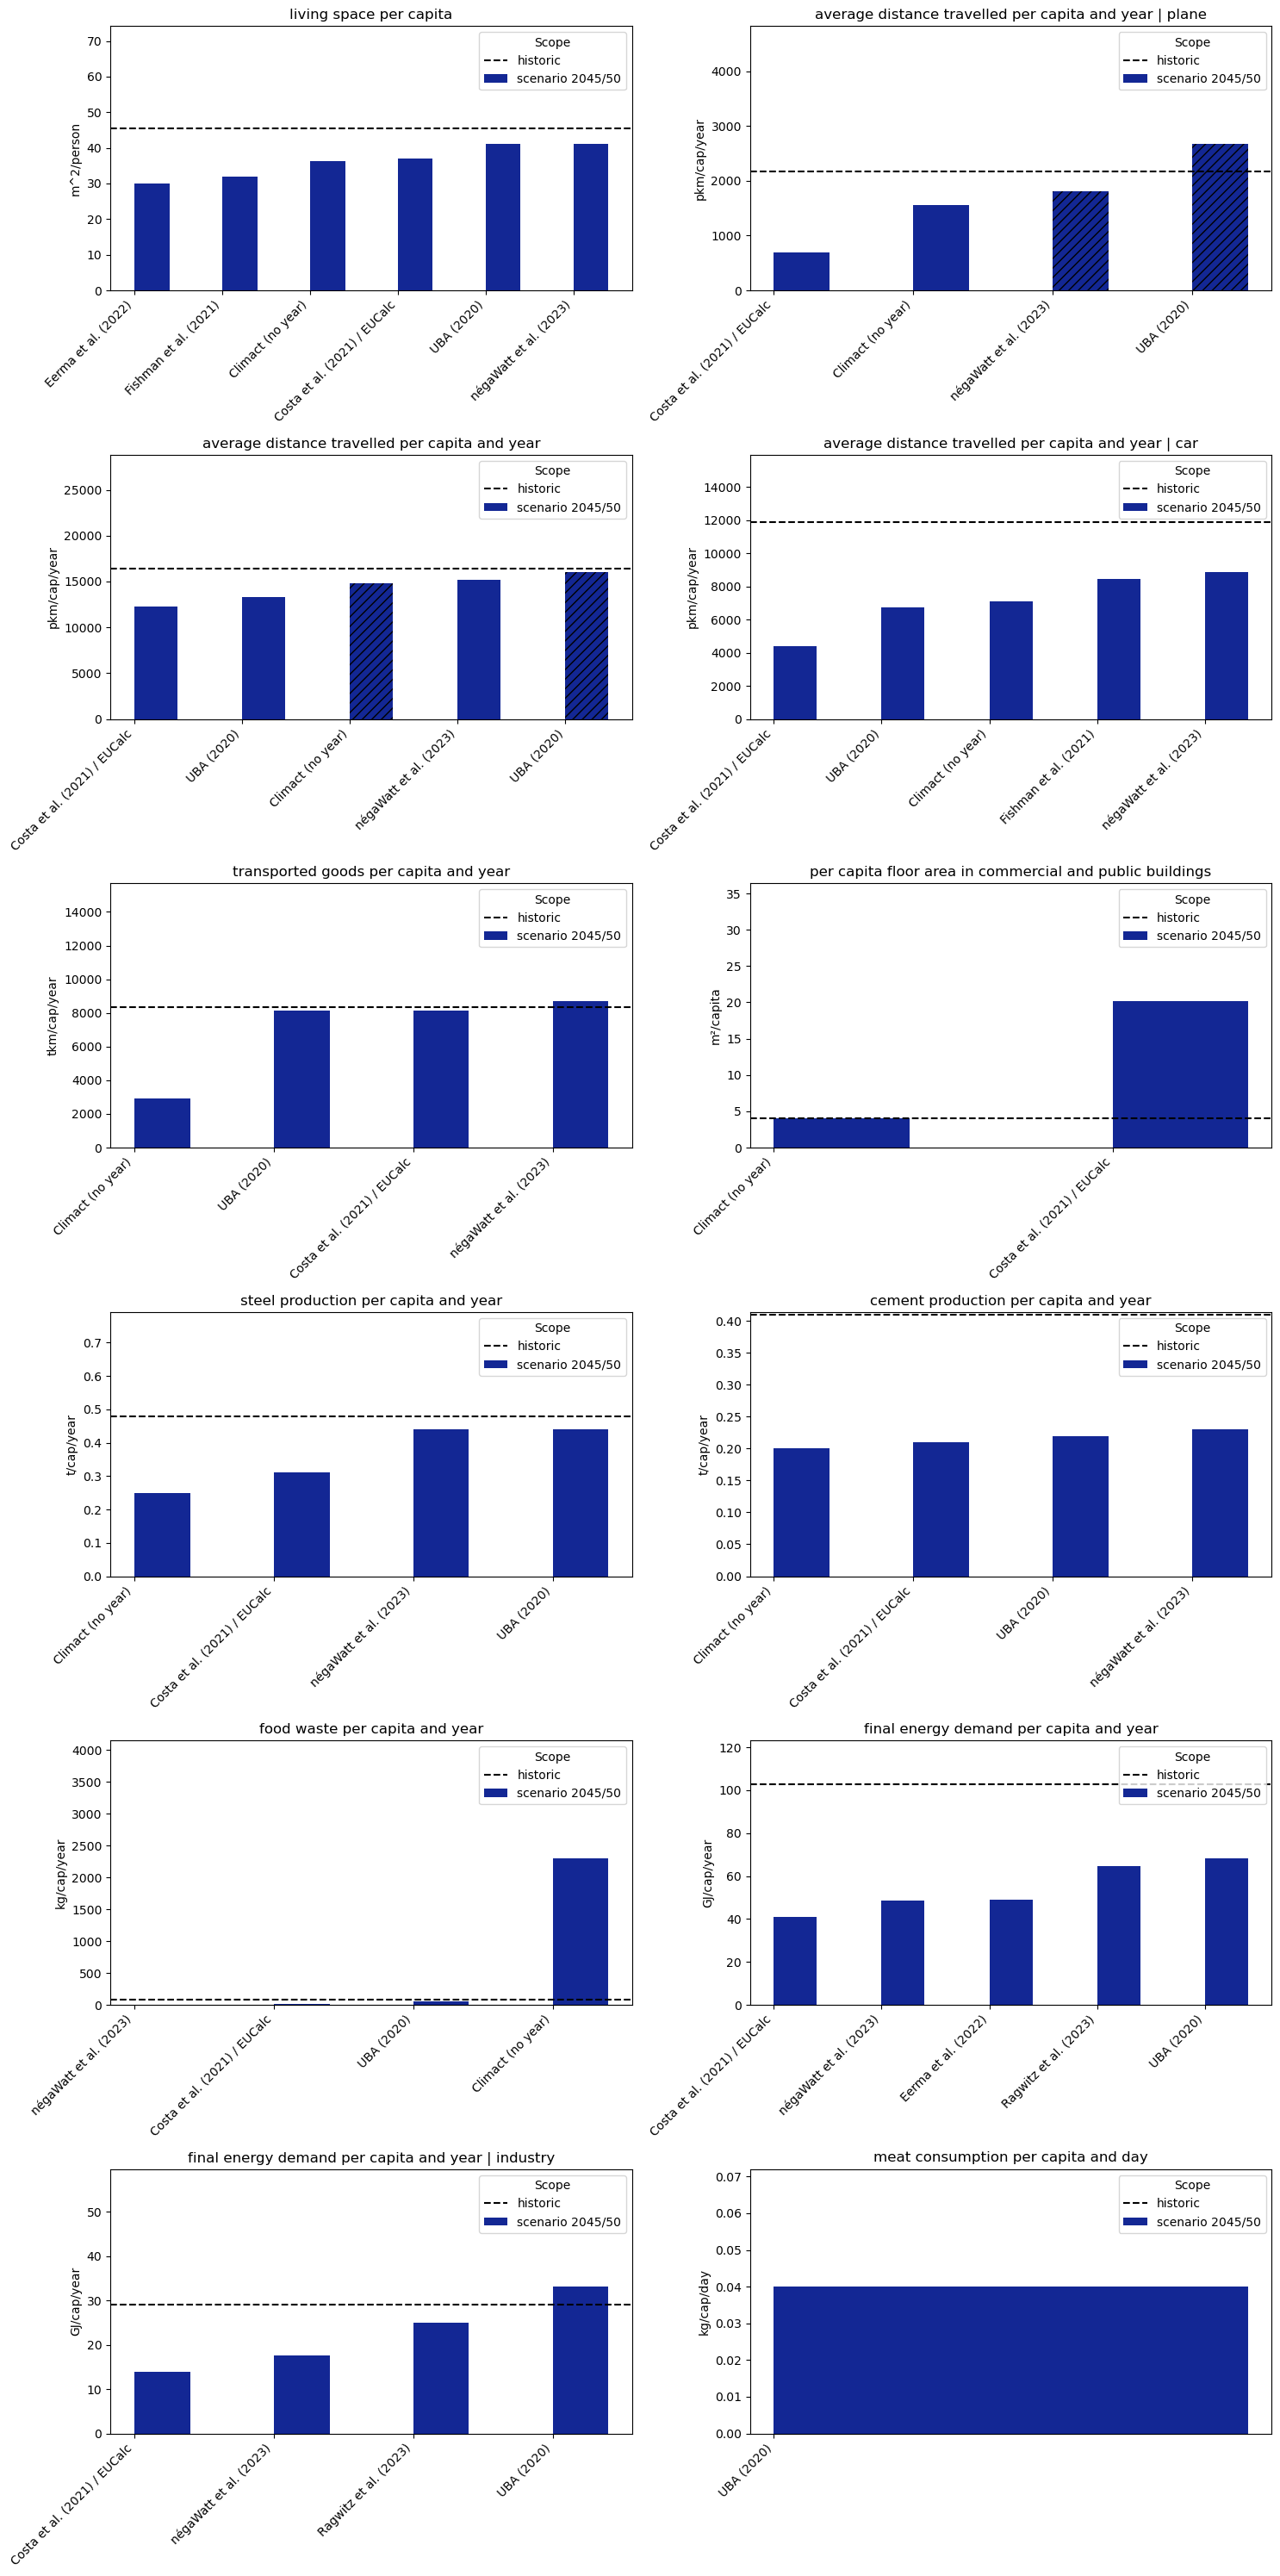 living space per capita
70
60
50
40
30
20
10
0
m^2/person
Scope
historic
scenario 2045/50
Eerma et al. (2022)
Fishman et al. (2021)
Climact (no year)
Costa et al. (2021) / EUCalc
UBA (2020)
négaWatt et al. (2023)
average distance travelled per capita and year | plane
4000
3000
2000
1000
0
pkm/cap/year
Scope
historic
scenario 2045/50
Costa et al. (2021) / EUCalc
Climact (no year)
négaWatt et al. (2023)
UBA (2020)
average distance travelled per capita and year
25000
20000
15000
10000
5000
0
pkm/cap/year
Scope
historic
scenario 2045/50
Costa et al. (2021) / EUCalc
UBA (2020)
Climact (no year)
négaWatt et al. (2023)
UBA (2020)
average distance travelled per capita and year | car
14000
12000
10000
8000
6000
4000
2000
0
pkm/cap/year
Scope
historic
scenario 2045/50
Costa et al. (2021) / EUCalc
UBA (2020)
Climact (no year)
Fishman et al. (2021)
négaWatt et al. (2023)
transported goods per capita and year
14000
12000
10000
8000
6000
4000
2000
0
tkm/cap/year
Scope
historic
scenario 2045/50
Climact (no year)
UBA (2020)
Costa et al. (2021) / EUCalc
négaWatt et al. (2023)
per capita floor area in commercial and public buildings
35
30
25
20
15
10
5
0
m²/capita
Scope
historic
scenario 2045/50
Climact (no year)
Costa et al. (2021) / EUCalc
steel production per capita and year
0.7
0.6
0.5
0.4
0.3
0.2
0.1
0.0
t/cap/year
Scope
historic
scenario 2045/50
Climact (no year)
Costa et al. (2021) / EUCalc
négaWatt et al. (2023)
UBA (2020)
cement production per capita and year
0.40
0.35
0.30
0.25
0.20
0.15
0.10
0.05
0.00
t/cap/year
Scope
historic
scenario 2045/50
Climact (no year)
Costa et al. (2021) / EUCalc
UBA (2020)
négaWatt et al. (2023)
food waste per capita and year
4000
3500
3000
2500
2000
1500
1000
500
0
kg/cap/year
Scope
historic
scenario 2045/50
négaWatt et al. (2023)
Costa et al. (2021) / EUCalc
UBA (2020)
Climact (no year)
final energy demand per capita and year
120
100
80
60
40
20
0
GJ/cap/year
Scope
historic
scenario 2045/50
Costa et al. (2021) / EUCalc
négaWatt et al. (2023)
Eerma et al. (2022)
Ragwitz et al. (2023)
UBA (2020)
final energy demand per capita and year | industry
50
40
30
20
10
0
GJ/cap/year
Scope
historic
scenario 2045/50
Costa et al. (2021) / EUCalc
négaWatt et al. (2023)
Ragwitz et al. (2023)
UBA (2020)
meat consumption per capita and day
0.07
0.06
0.05
0.04
0.03
0.02
0.01
0.00
kg/cap/day
Scope
historic
scenario 2045/50
UBA (2020)